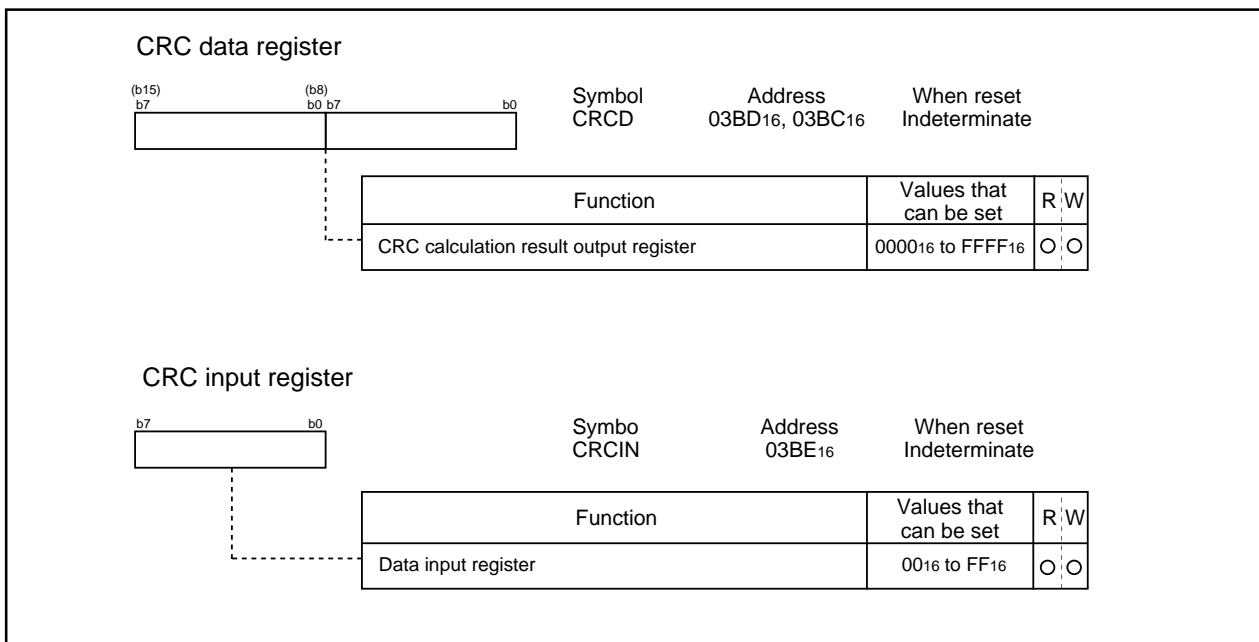 CRC data register
(b15) (b8)
b7 b0 b7 b0
Symbol Address When reset
CRCD 03BD16, 03BC16 Indeterminate
Function Values that can be set R W
CRC calculation result output register 000016 to FFFF16 O O
CRC input register
b7 b0
Symbo Address When reset
CRCIN 03BE16 Indeterminate
Function Values that can be set R W
Data input register 0016 to FF16 O O